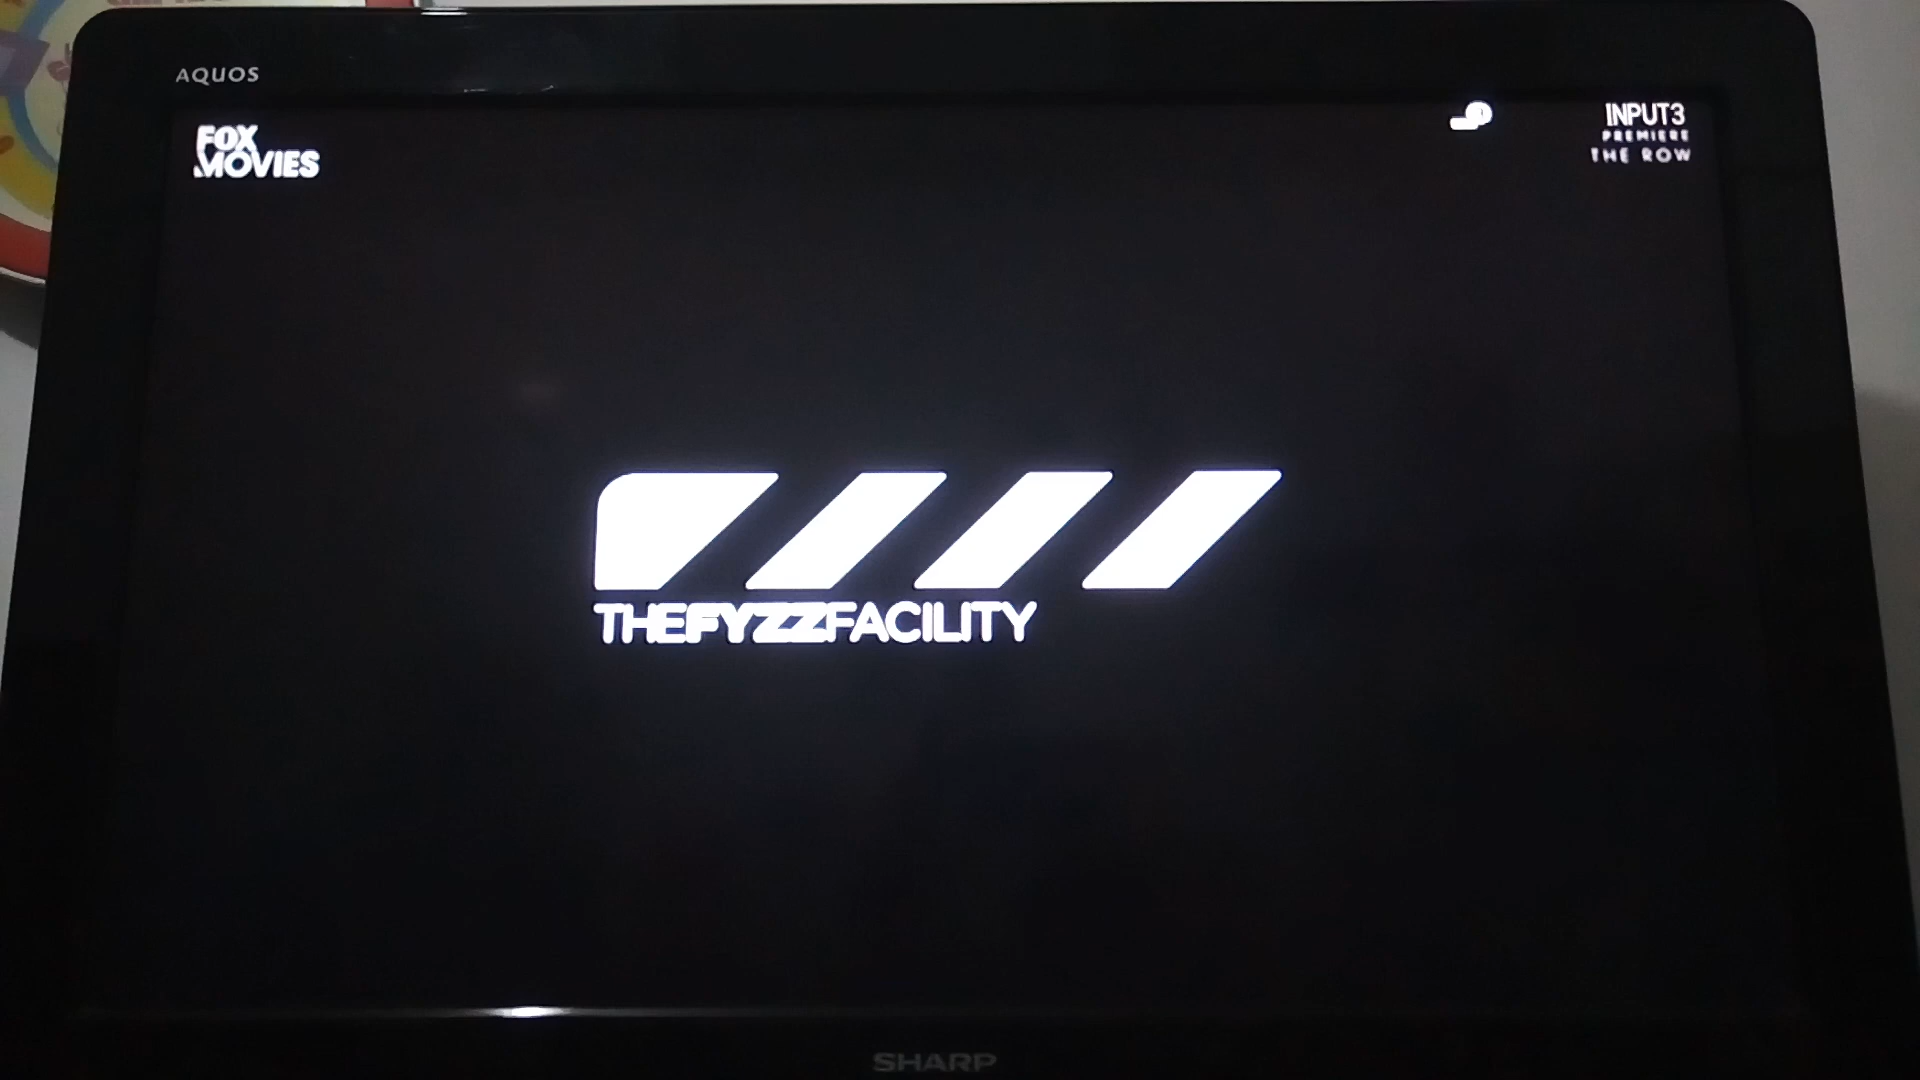 AQUOS
FOX
MOVIES
INPUT3
PREMIERE
THE ROW
THEFYZZFACILITY
SHARP